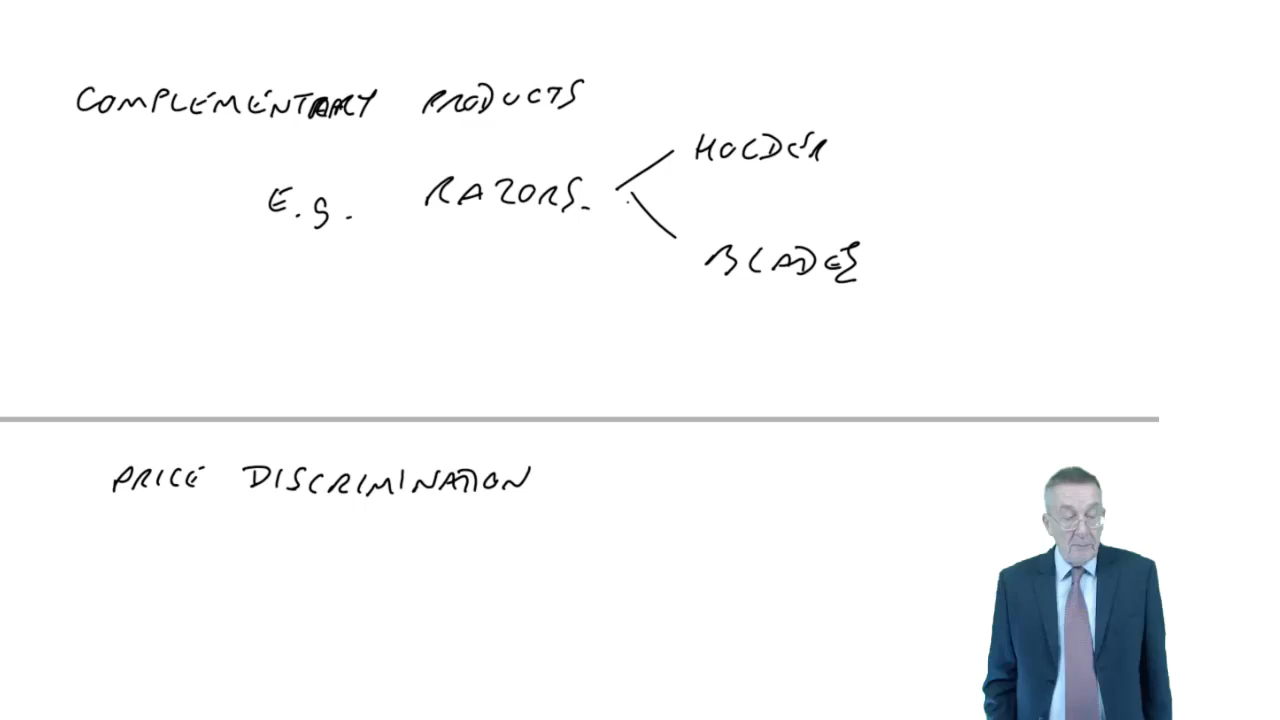 COMPLEMENTARY PRODUCTS
HOLDER
E.g. RAZORS.
BLADES
PRICE DISCRIMINATION